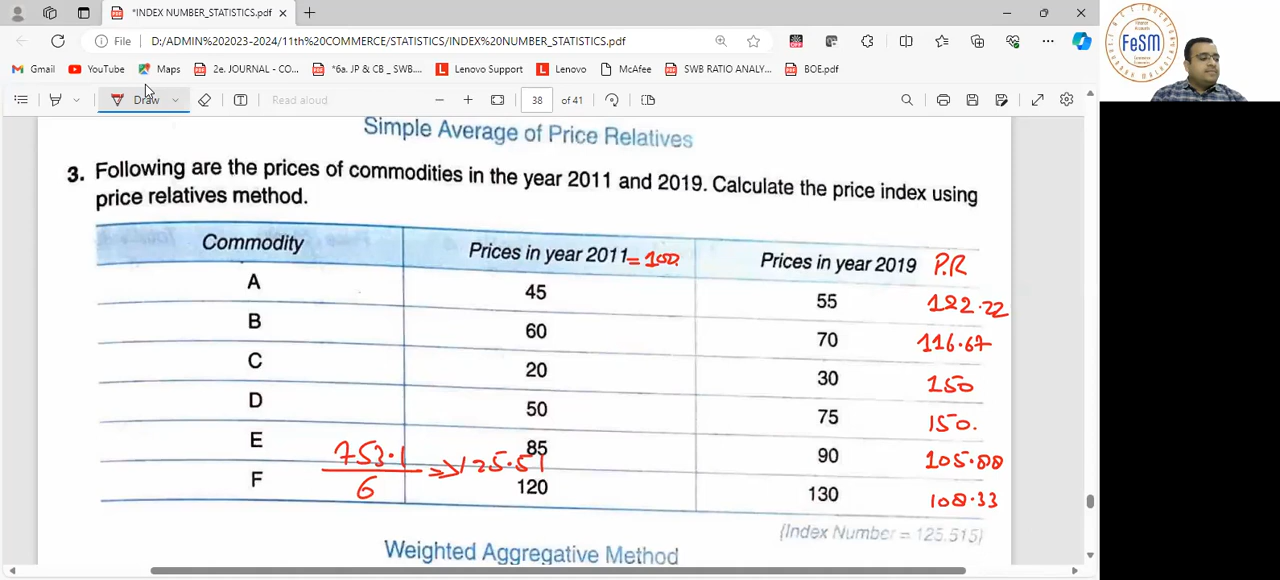 *INDEX NUMBER_STATISTICS.pdf
File D:/ADMIN%202023-2024/11th%20COMMERCE/STATISTICS/INDEX%20NUMBER_STATISTICS.pdf
Gmail YouTube Maps 2e. JOURNAL - CO... *6a. JP & CB _ SWB... Lenovo Support Lenovo McAfee SWB RATIO ANALY... BOE.pdf
Draw Read aloud 38 of 41
FeSM
Simple Average of Price Relatives
3. Following are the prices of commodities in the year 2011 and 2019. Calculate the price index using
price relatives method.
Commodity Prices in year 2011 = 100. Prices in year 2019 P.R
A 45 55 122.22
B 60 70 116.67
C 20 30 150
D 50 75 150.
E 85 90 105.88
F 120 130 108.33
753.1
6
⇒ 125.51
(Index Number = 125.515)
Weighted Aggregative Method